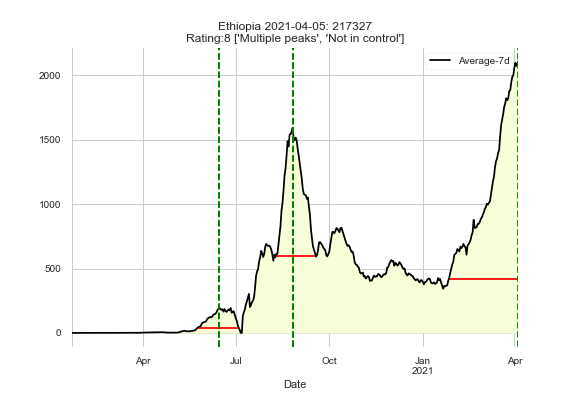 Ethiopia 2021-04-05: 217327
Rating:8 ['Multiple peaks', 'Not in control']
Average-7d
2000
1500
1000
500
0
Apr
Jul
Oct
Jan
2021
Apr
Date